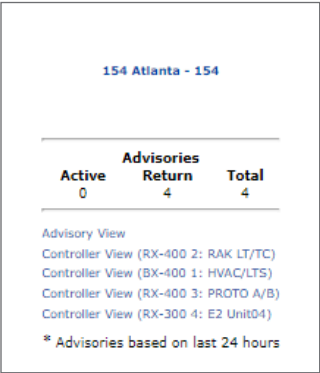 154 Atlanta - 154
Advisories
Active Return Total
0 4 4
Advisory View
Controller View (RX-400 2: RAK LT/TC)
Controller View (BX-400 1: HVAC/LTS)
Controller View (RX-400 3: PROTO A/B)
Controller View (RX-300 4: E2 Unit04)
* Advisories based on last 24 hours